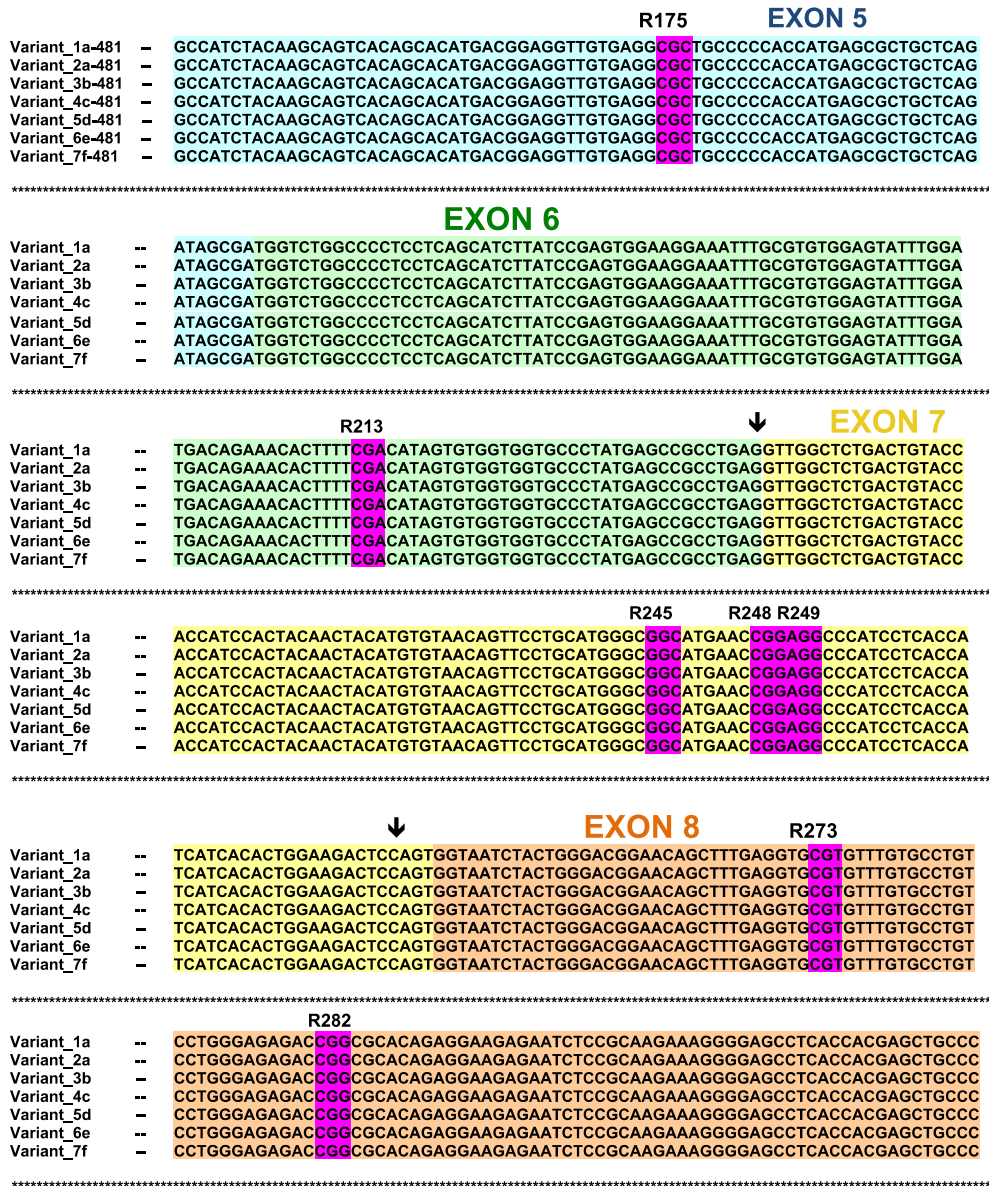 R175 EXON 5
Variant_1a-481 – GCCATCTACAAGCAGTCACAGCACATGACGGAGGTTGTGAGGCGCTGCCCCCACCATGAGCGCTGCTCAG
Variant_2a-481 – GCCATCTACAAGCAGTCACAGCACATGACGGAGGTTGTGAGGCGCTGCCCCCACCATGAGCGCTGCTCAG
Variant_3b-481 – GCCATCTACAAGCAGTCACAGCACATGACGGAGGTTGTGAGGCGCTGCCCCCACCATGAGCGCTGCTCAG
Variant_4c-481 – GCCATCTACAAGCAGTCACAGCACATGACGGAGGTTGTGAGGCGCTGCCCCCACCATGAGCGCTGCTCAG
Variant_5d-481 – GCCATCTACAAGCAGTCACAGCACATGACGGAGGTTGTGAGGCGCTGCCCCCACCATGAGCGCTGCTCAG
Variant_6e-481 – GCCATCTACAAGCAGTCACAGCACATGACGGAGGTTGTGAGGCGCTGCCCCCACCATGAGCGCTGCTCAG
Variant_7f-481 – GCCATCTACAAGCAGTCACAGCACATGACGGAGGTTGTGAGGCGCTGCCCCCACCATGAGCGCTGCTCAG
EXON 6
Variant_1a -- ATAGCGATGGTCTGGCCCCTCCTCAGCATCTTATCCGAGTGGAAGGAAATTTGCGTGTGGAGTATTTGGA
Variant_2a -- ATAGCGATGGTCTGGCCCCTCCTCAGCATCTTATCCGAGTGGAAGGAAATTTGCGTGTGGAGTATTTGGA
Variant_3b – ATAGCGATGGTCTGGCCCCTCCTCAGCATCTTATCCGAGTGGAAGGAAATTTGCGTGTGGAGTATTTGGA
Variant_4c -- ATAGCGATGGTCTGGCCCCTCCTCAGCATCTTATCCGAGTGGAAGGAAATTTGCGTGTGGAGTATTTGGA
Variant_5d – ATAGCGATGGTCTGGCCCCTCCTCAGCATCTTATCCGAGTGGAAGGAAATTTGCGTGTGGAGTATTTGGA
Variant_6e -- ATAGCGATGGTCTGGCCCCTCCTCAGCATCTTATCCGAGTGGAAGGAAATTTGCGTGTGGAGTATTTGGA
Variant_7f – ATAGCGATGGTCTGGCCCCTCCTCAGCATCTTATCCGAGTGGAAGGAAATTTGCGTGTGGAGTATTTGGA
R213 EXON 7
Variant_1a -- TGACAGAAACACTTTTCGACATAGTGTGGTGGTGCCCTATGAGCCGCCTGAGGTTGGCTCTGACTGTACC
Variant_2a -- TGACAGAAACACTTTTCGACATAGTGTGGTGGTGCCCTATGAGCCGCCTGAGGTTGGCTCTGACTGTACC
Variant_3b – TGACAGAAACACTTTTCGACATAGTGTGGTGGTGCCCTATGAGCCGCCTGAGGTTGGCTCTGACTGTACC
Variant_4c -- TGACAGAAACACTTTTCGACATAGTGTGGTGGTGCCCTATGAGCCGCCTGAGGTTGGCTCTGACTGTACC
Variant_5d – TGACAGAAACACTTTTCGACATAGTGTGGTGGTGCCCTATGAGCCGCCTGAGGTTGGCTCTGACTGTACC
Variant_6e -- TGACAGAAACACTTTTCGACATAGTGTGGTGGTGCCCTATGAGCCGCCTGAGGTTGGCTCTGACTGTACC
Variant_7f – TGACAGAAACACTTTTCGACATAGTGTGGTGGTGCCCTATGAGCCGCCTGAGGTTGGCTCTGACTGTACC
R245 R248 R249
Variant_1a -- ACCATCCACTACAACTACATGTGTAACAGTTCCTGCATGGGCGGCATGAACCGGAGGCCCATCCTCACCA
Variant_2a -- ACCATCCACTACAACTACATGTGTAACAGTTCCTGCATGGGCGGCATGAACCGGAGGCCCATCCTCACCA
Variant_3b – ACCATCCACTACAACTACATGTGTAACAGTTCCTGCATGGGCGGCATGAACCGGAGGCCCATCCTCACCA
Variant_4c -- ACCATCCACTACAACTACATGTGTAACAGTTCCTGCATGGGCGGCATGAACCGGAGGCCCATCCTCACCA
Variant_5d – ACCATCCACTACAACTACATGTGTAACAGTTCCTGCATGGGCGGCATGAACCGGAGGCCCATCCTCACCA
Variant_6e -- ACCATCCACTACAACTACATGTGTAACAGTTCCTGCATGGGCGGCATGAACCGGAGGCCCATCCTCACCA
Variant_7f – ACCATCCACTACAACTACATGTGTAACAGTTCCTGCATGGGCGGCATGAACCGGAGGCCCATCCTCACCA
EXON 8 R273
Variant_1a -- TCATCACACTGGAAGACTCCAGTGGTAATCTACTGGGACGGAACAGCTTTGAGGTGCGTGTTTGTGCCTGT
Variant_2a -- TCATCACACTGGAAGACTCCAGTGGTAATCTACTGGGACGGAACAGCTTTGAGGTGCGTGTTTGTGCCTGT
Variant_3b – TCATCACACTGGAAGACTCCAGTGGTAATCTACTGGGACGGAACAGCTTTGAGGTGCGTGTTTGTGCCTGT
Variant_4c -- TCATCACACTGGAAGACTCCAGTGGTAATCTACTGGGACGGAACAGCTTTGAGGTGCGTGTTTGTGCCTGT
Variant_5d – TCATCACACTGGAAGACTCCAGTGGTAATCTACTGGGACGGAACAGCTTTGAGGTGCGTGTTTGTGCCTGT
Variant_6e -- TCATCACACTGGAAGACTCCAGTGGTAATCTACTGGGACGGAACAGCTTTGAGGTGCGTGTTTGTGCCTGT
Variant_7f – TCATCACACTGGAAGACTCCAGTGGTAATCTACTGGGACGGAACAGCTTTGAGGTGCGTGTTTGTGCCTGT
R282
Variant_1a -- CCTGGGAGAGACCGGCGCACAGAGGAAGAGAATCTCCGCAAGAAAGGGGAGCCTCACCACGAGCTGCCC
Variant_2a -- CCTGGGAGAGACCGGCGCACAGAGGAAGAGAATCTCCGCAAGAAAGGGGAGCCTCACCACGAGCTGCCC
Variant_3b – CCTGGGAGAGACCGGCGCACAGAGGAAGAGAATCTCCGCAAGAAAGGGGAGCCTCACCACGAGCTGCCC
Variant_4c -- CCTGGGAGAGACCGGCGCACAGAGGAAGAGAATCTCCGCAAGAAAGGGGAGCCTCACCACGAGCTGCCC
Variant_5d – CCTGGGAGAGACCGGCGCACAGAGGAAGAGAATCTCCGCAAGAAAGGGGAGCCTCACCACGAGCTGCCC
Variant_6e -- CCTGGGAGAGACCGGCGCACAGAGGAAGAGAATCTCCGCAAGAAAGGGGAGCCTCACCACGAGCTGCCC
Variant_7f – CCTGGGAGAGACCGGCGCACAGAGGAAGAGAATCTCCGCAAGAAAGGGGAGCCTCACCACGAGCTGCCC